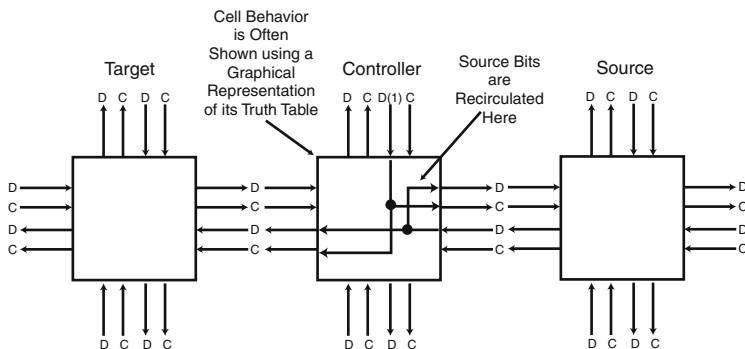 Cell Behavior
is Often
Shown using a
Graphical
Representation
of its Truth Table
Source Bits
are
Recirculated
Here
Target
Controller
Source
D C D C
D C D(1) C
D C D C
D D D D
C C C C
D D D D
C C C C
D C D C
D C D C
D C D C